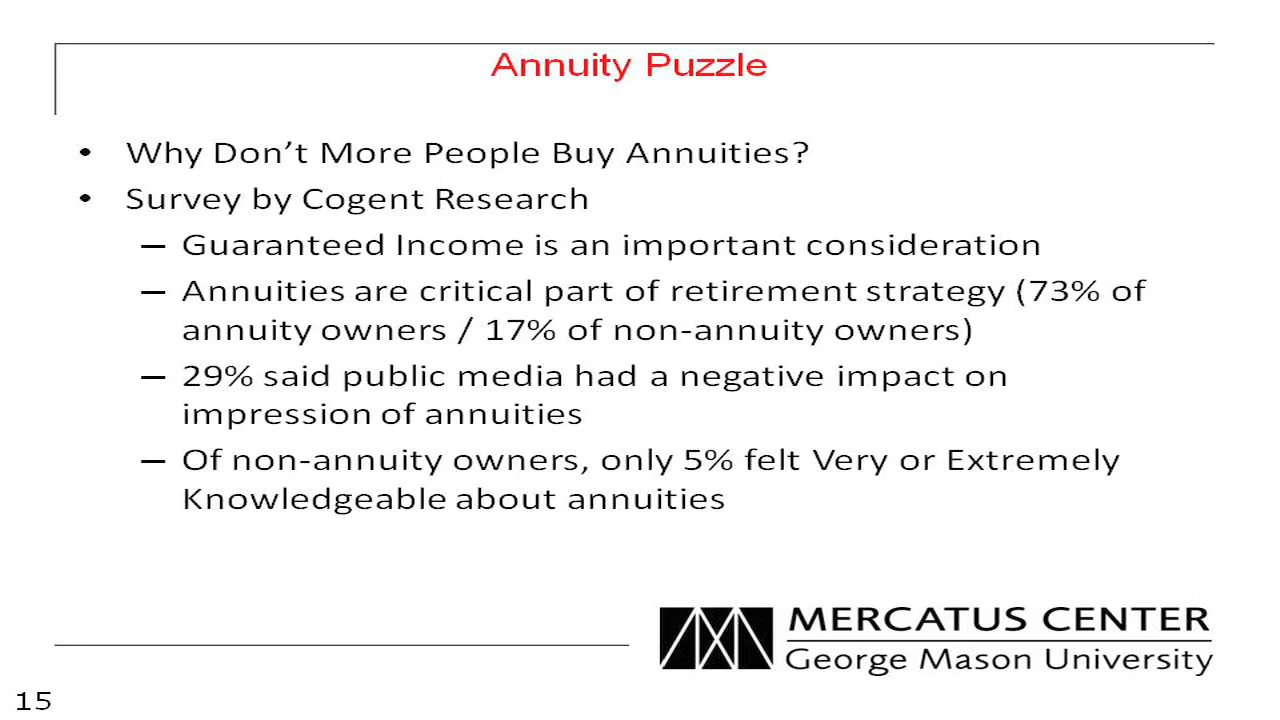 Annuity Puzzle
• Why Don’t More People Buy Annuities?
• Survey by Cogent Research
– Guaranteed Income is an important consideration
– Annuities are critical part of retirement strategy (73% of
annuity owners / 17% of non-annuity owners)
– 29% said public media had a negative impact on
impression of annuities
– Of non-annuity owners, only 5% felt Very or Extremely
Knowledgeable about annuities
MERCATUS CENTER
George Mason University
15